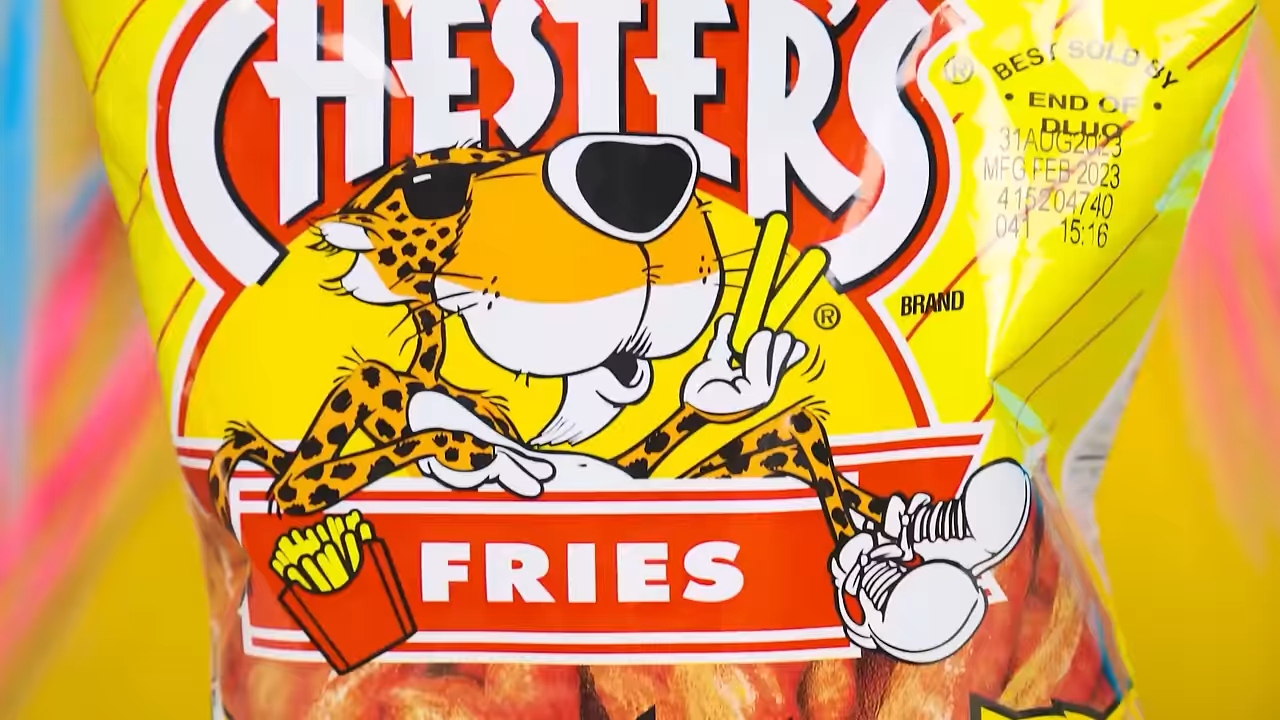 CHESTER'S
®
BEST SOLD BY
• END OF •
DLUO
31AUG2023
MFG FEB 2023
415204740
041 15:16
®
BRAND
FRIES